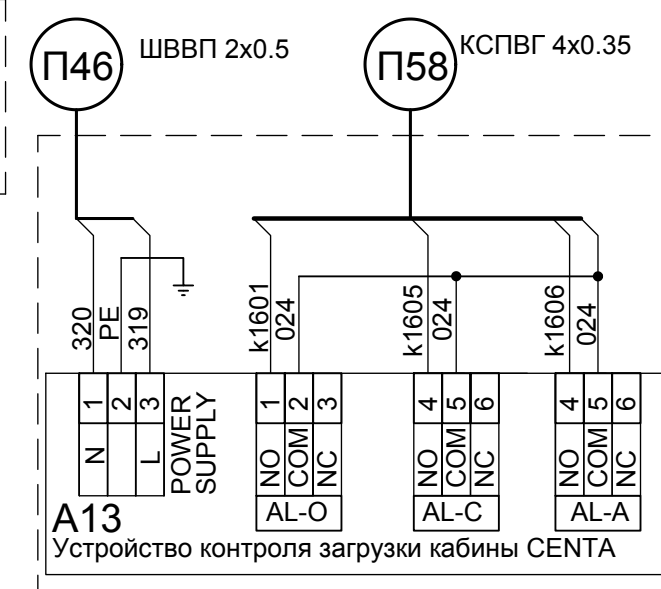 П46
ШВВП 2х0.5
П58
КСПВГ 4х0.35
320
PE
319
k1601
024
k1605
024
k1606
024
1
2
3
N
L
POWER
SUPPLY
1
2
3
NO
COM
NC
AL-O
4
5
6
NO
COM
NC
AL-C
4
5
6
NO
COM
NC
AL-A
A13
Устройство контроля загрузки кабины CENTA